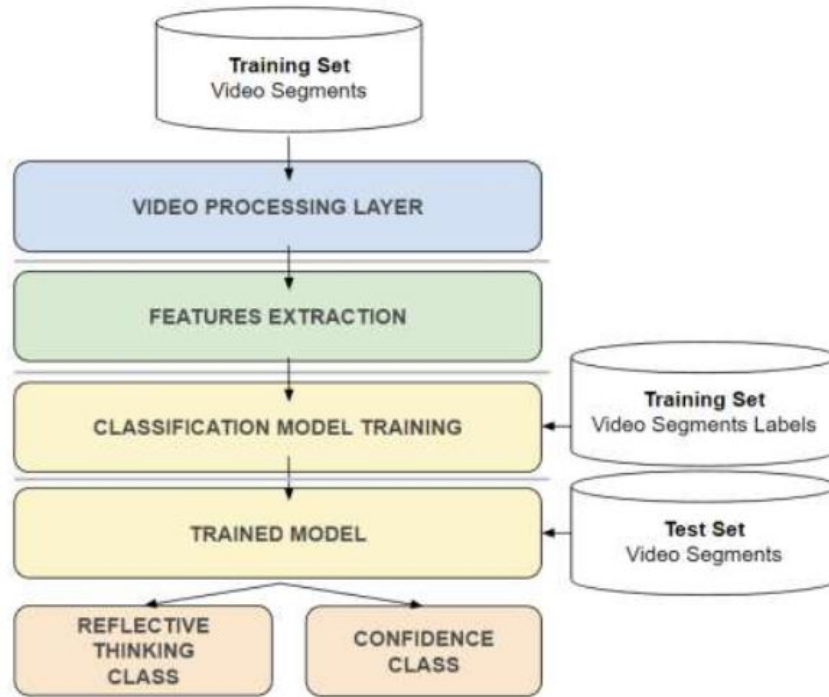 Training Set
Video Segments
VIDEO PROCESSING LAYER
FEATURES EXTRACTION
CLASSIFICATION MODEL TRAINING
Training Set
Video Segments Labels
TRAINED MODEL
Test Set
Video Segments
REFLECTIVE
THINKING
CLASS
CONFIDENCE
CLASS